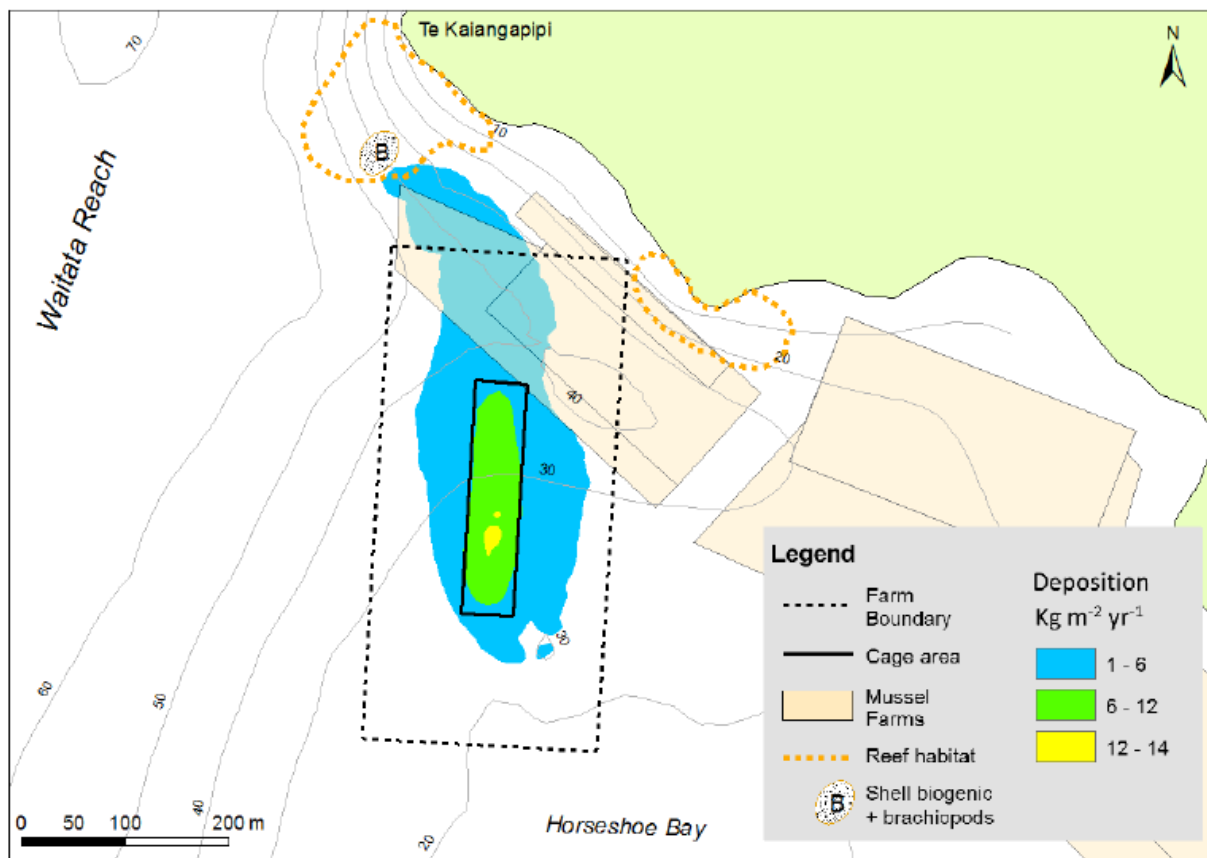 Te Kaiangapipi
N
70
B
70
Waitata Reach
20
40
30
30
60
50
40
20
Horseshoe Bay
0 50 100 200 m
Legend
Farm
Boundary
Cage area
Mussel
Farms
Reef habitat
B
Shell biogenic
+ brachiopods
Deposition
Kg m⁻² yr⁻¹
1 - 6
6 - 12
12 - 14